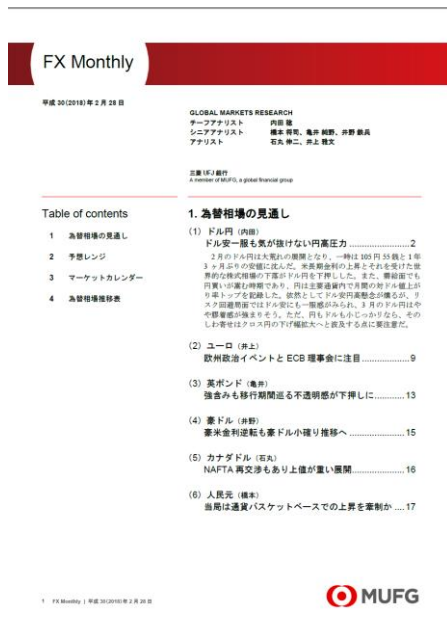 FX Monthly
平成 30(2018)年 2 月 28 日
GLOBAL MARKETS RESEARCH
チーフアナリスト 内田 稔
シニアアナリスト 橋本 将司、亀井 純野、井野 鉄兵
アナリスト 石丸 伸二、井上 雅文
三菱 UFJ 銀行
A member of MUFG, a global financial group
Table of contents
1 為替相場の見通し
2 予想レンジ
3 マーケットカレンダー
4 為替相場推移表
1. 為替相場の見通し
(1) ドル円 (内田)
ドル安一服も気が抜けない円高圧力 ....................2
2 月のドル円は大荒れの展開となり、一時は 105 円 55 銭と 1 年
3 ヶ月ぶりの安値に沈んだ。米長期金利の上昇とそれを受けた世
界的な株式相場の下落がドル円を下押しした。また、需給面でも
円買いが嵩む時期であり、円は主要通貨内で月間の対ドル値上が
り率トップを記録した。依然としてドル安円高懸念が燻るが、リ
スク回避局面ではドル安にも一服感がみられ、3 月のドル円はや
や膠着感が強まりそう。ただ、円もドルも小じっかりなら、その
しわ寄せはクロス円の下げ幅拡大へと波及する点に要注意だ。
(2) ユーロ (井上)
欧州政治イベントと ECB 理事会に注目..................9
(3) 英ポンド (亀井)
強含みも移行期間巡る不透明感が下押しに............13
(4) 豪ドル (井野)
豪米金利逆転も豪ドル小確り推移へ ....................15
(5) カナダドル (石丸)
NAFTA 再交渉もあり上値が重い展開...................16
(6) 人民元 (橋本)
当局は通貨バスケットベースでの上昇を牽制か ....17
1 FX Monthly | 平成 30(2018)年 2 月 28 日
MUFG